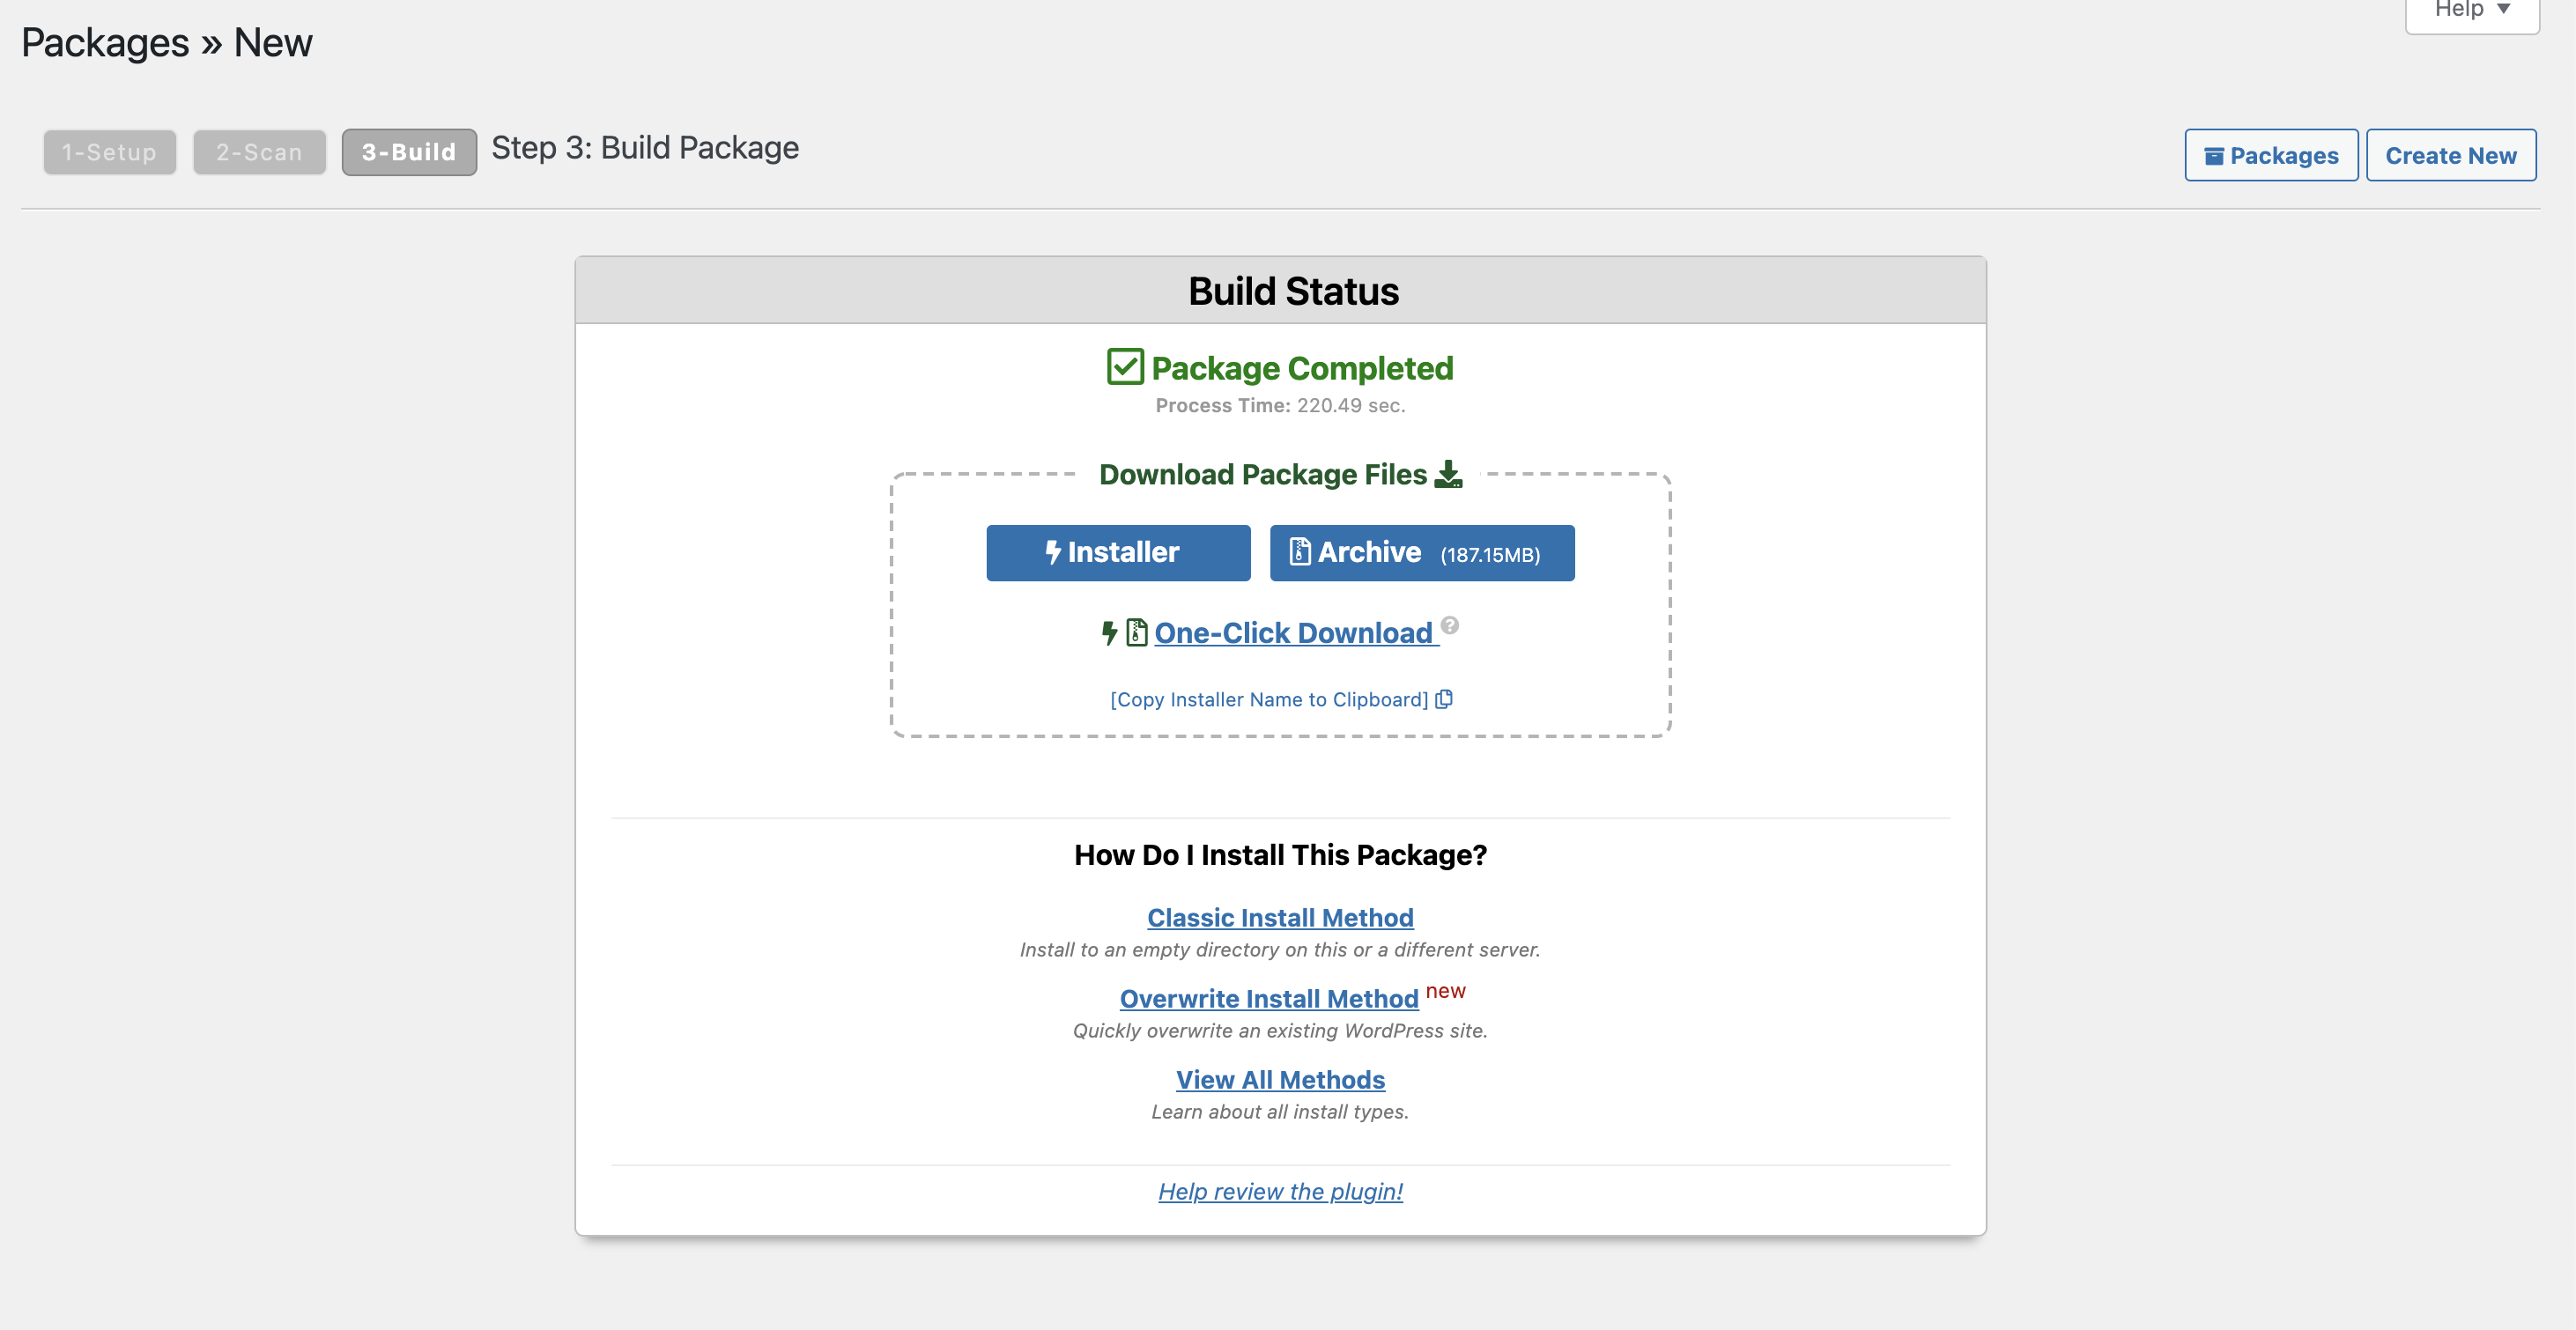 Help ▼
Packages » New
1-Setup 2-Scan 3-Build Step 3: Build Package
Packages Create New
Build Status
Package Completed
Process Time: 220.49 sec.
Download Package Files
Installer Archive (187.15MB)
One-Click Download ?
[Copy Installer Name to Clipboard]
How Do I Install This Package?
Classic Install Method
Install to an empty directory on this or a different server.
Overwrite Install Method new
Quickly overwrite an existing WordPress site.
View All Methods
Learn about all install types.
Help review the plugin!